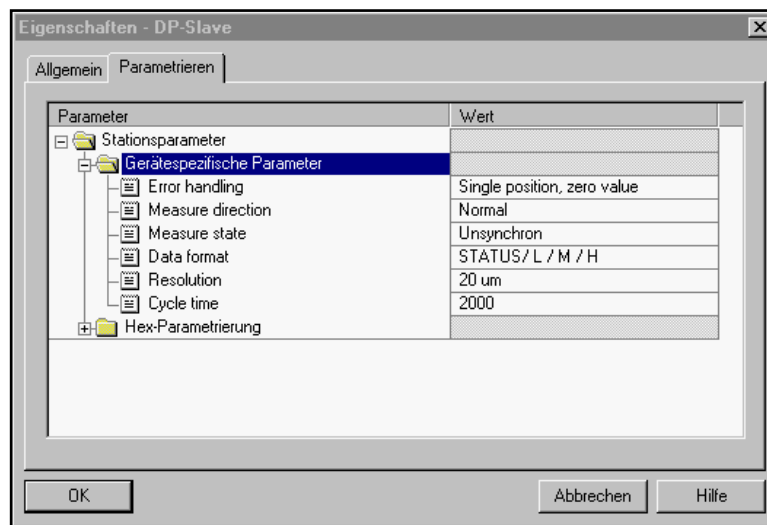 Eigenschaften - DP-Slave
Allgemein Parametrieren
Parameter Wert
Stationsparameter
Gerätespezifische Parameter
Error handling Single position, zero value
Measure direction Normal
Measure state Unsynchron
Data format STATUS/ L / M / H
Resolution 20 um
Cycle time 2000
Hex-Parametrierung
OK Abbrechen Hilfe